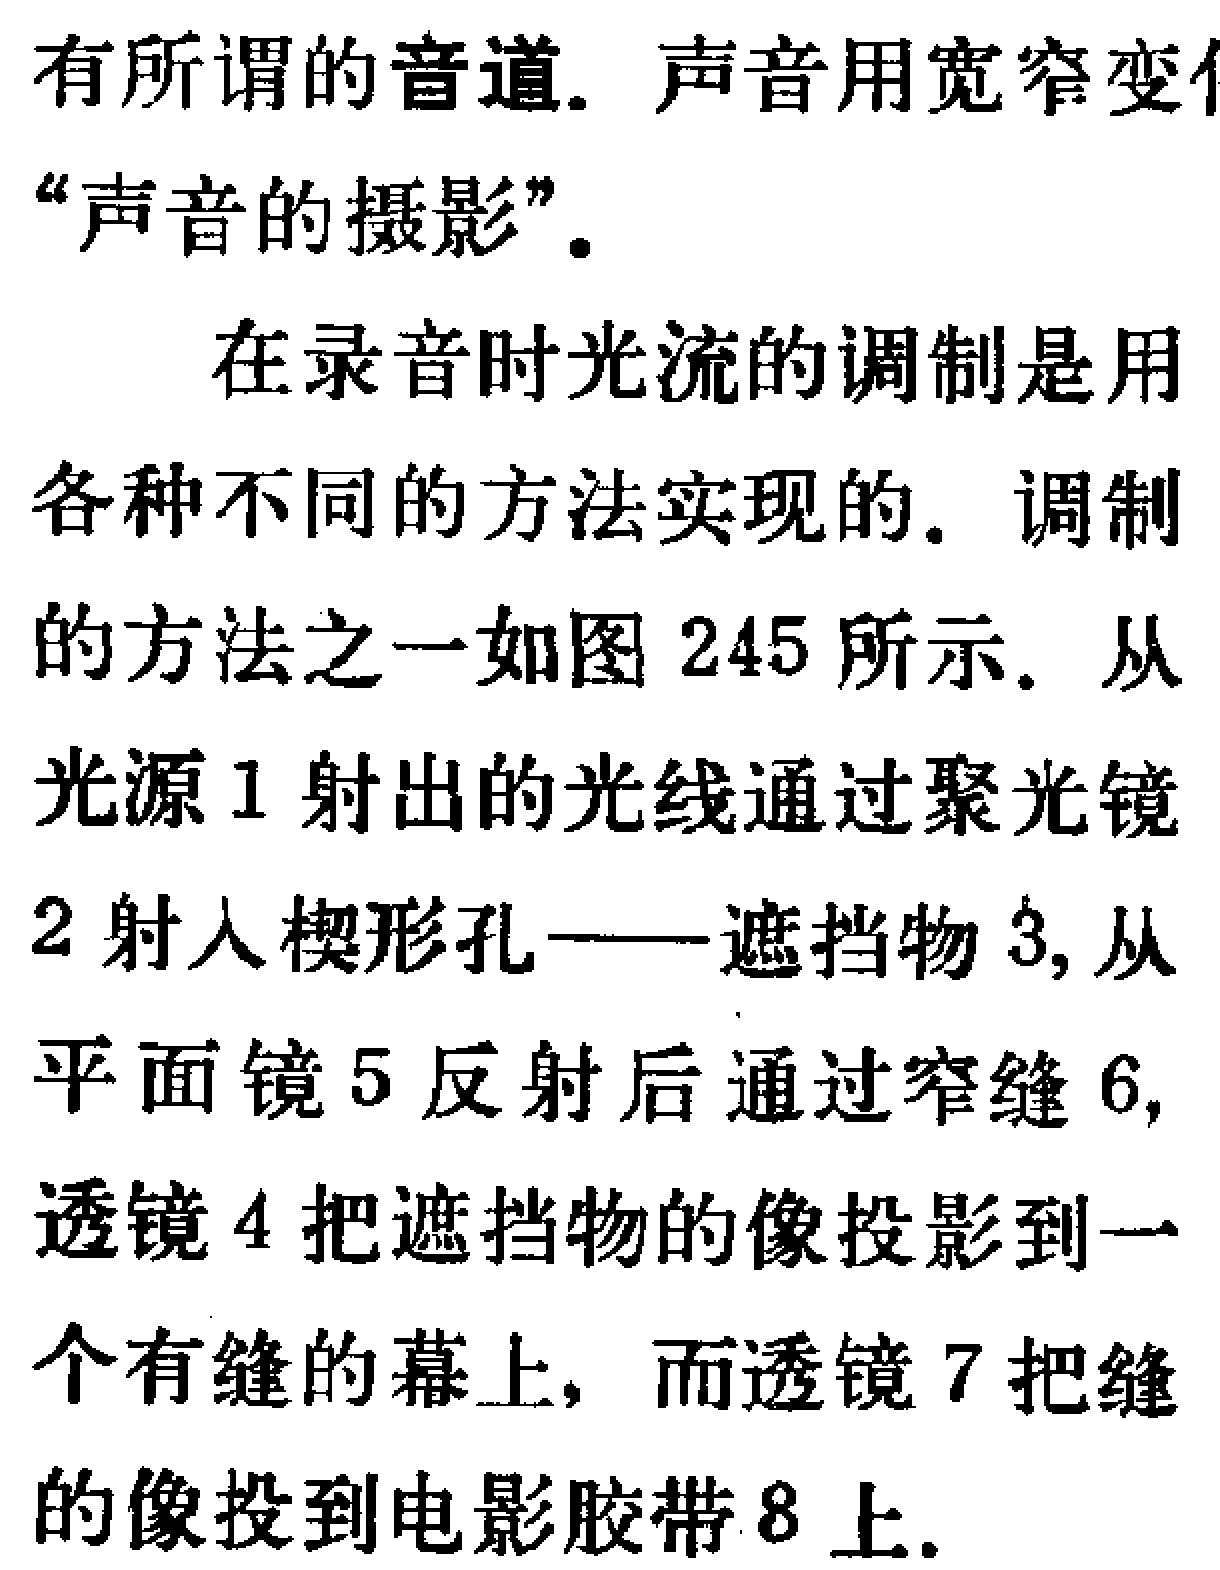 有所谓的音道. 声音用宽窄变
“声音的摄影”.
在录音时光流的调制是用
各种不同的方法实现的. 调制
的方法之一如图 245 所示. 从
光源 1 射出的光线通过聚光镜
2 射入楔形孔——遮挡物 3, 从
平面镜 5 反射后通过窄缝 6,
透镜 4 把遮挡物的像投影到一
个有缝的幕上, 而透镜 7 把缝
的像投到电影胶带 8 上.